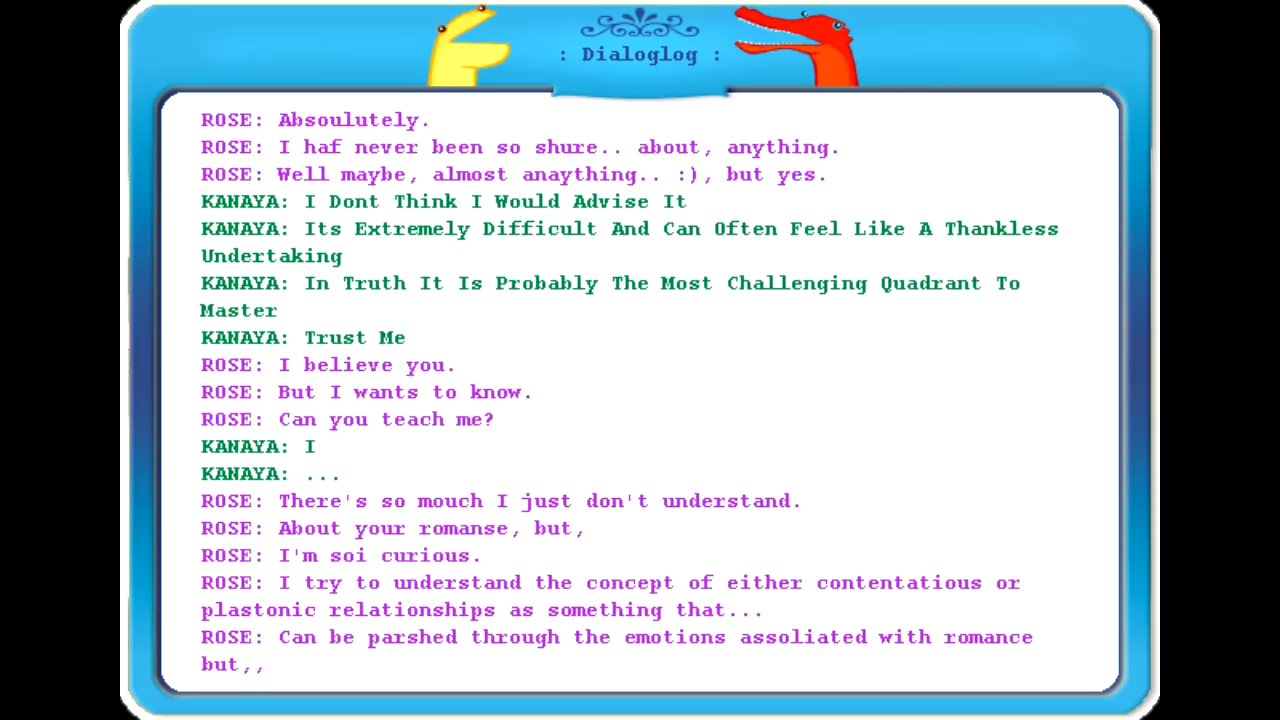 : Dialoglog :
ROSE: Absoulutely.
ROSE: I haf never been so shure.. about, anything.
ROSE: Well maybe, almost anaything.. :), but yes.
KANAYA: I Dont Think I Would Advise It
KANAYA: Its Extremely Difficult And Can Often Feel Like A Thankless
Undertaking
KANAYA: In Truth It Is Probably The Most Challenging Quadrant To
Master
KANAYA: Trust Me
ROSE: I believe you.
ROSE: But I wants to know.
ROSE: Can you teach me?
KANAYA: I
KANAYA: ...
ROSE: There's so mouch I just don't understand.
ROSE: About your romanse, but,
ROSE: I'm soi curious.
ROSE: I try to understand the concept of either contentatious or
plastonic relationships as something that...
ROSE: Can be parshed through the emotions assoliated with romance
but,,